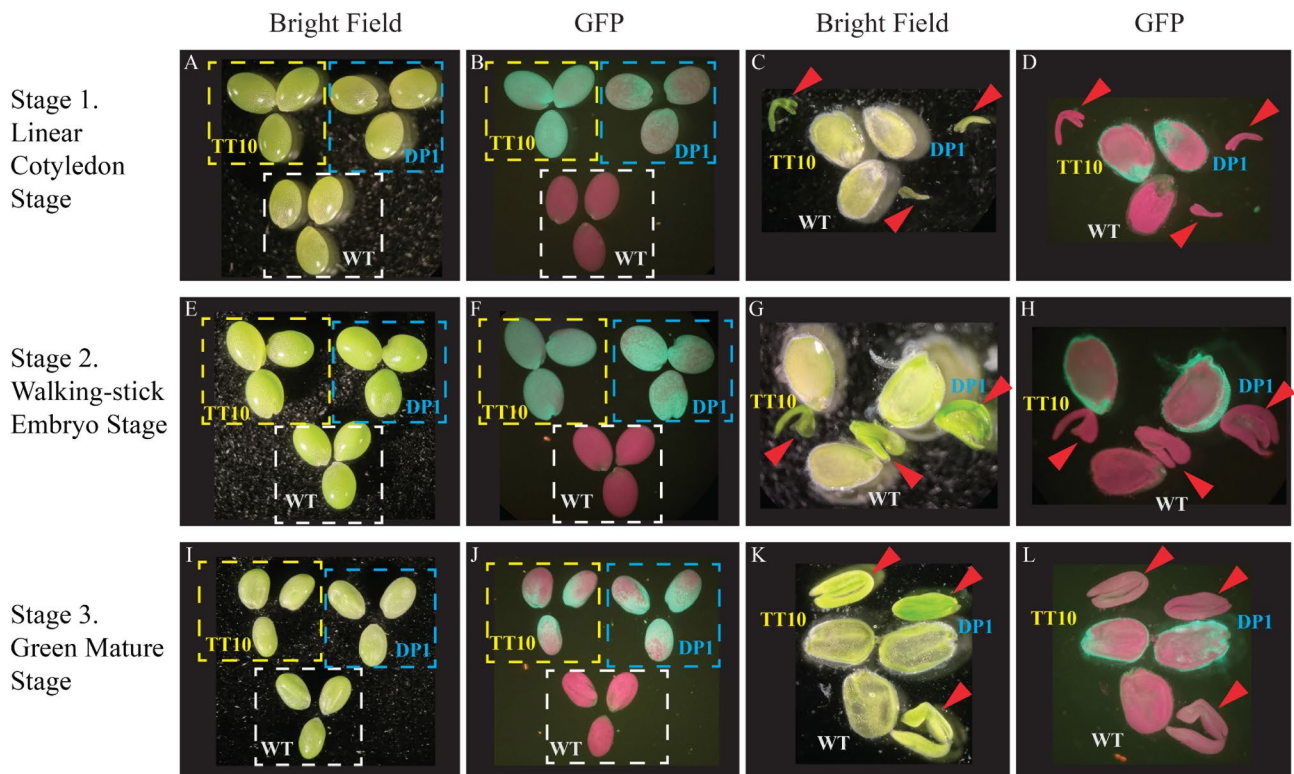 Bright Field GFP Bright Field GFP
Stage 1.
Linear
Cotyledon
Stage
A
TT10
DP1
WT
B
TT10
DP1
WT
C
TT10
DP1
WT
D
TT10
DP1
WT
Stage 2.
Walking-stick
Embryo Stage
E
TT10
DP1
WT
F
TT10
DP1
WT
G
TT10
DP1
WT
H
TT10
DP1
WT
Stage 3.
Green Mature
Stage
I
TT10
DP1
WT
J
TT10
DP1
WT
K
TT10
DP1
WT
L
TT10
DP1
WT